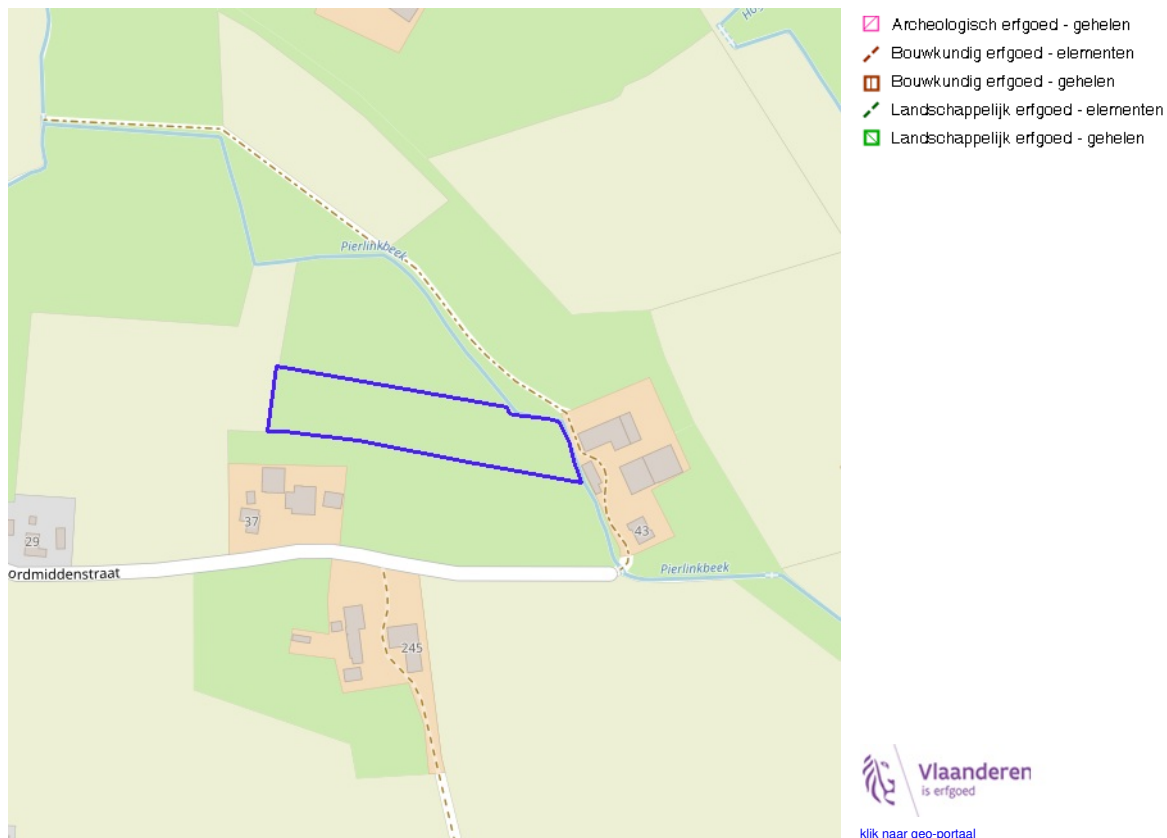 Pierlinkbeek
37
29
43
ordmiddenstraat
Pierlinkbeek
245
Archeologisch erfgoed - gehelen
Bouwkundig erfgoed - elementen
Bouwkundig erfgoed - gehelen
Landschappelijk erfgoed - elementen
Landschappelijk erfgoed - gehelen
Vlaanderen
is erfgoed
klik naar geo-portaal